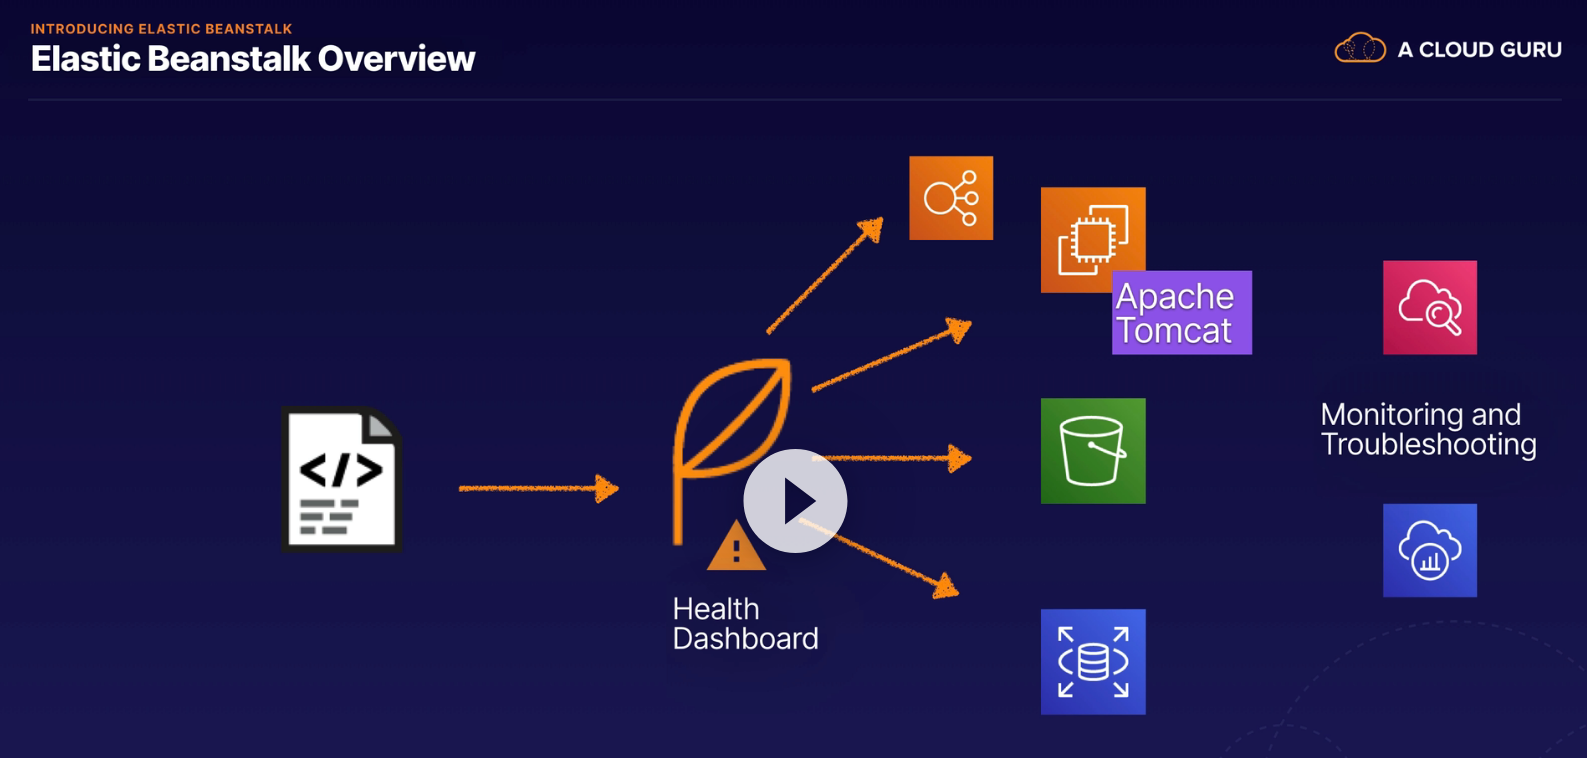 INTRODUCING ELASTIC BEANSTALK
Elastic Beanstalk Overview
A CLOUD GURU
Apache
Tomcat
</>
Monitoring and
Troubleshooting
!
Health
Dashboard